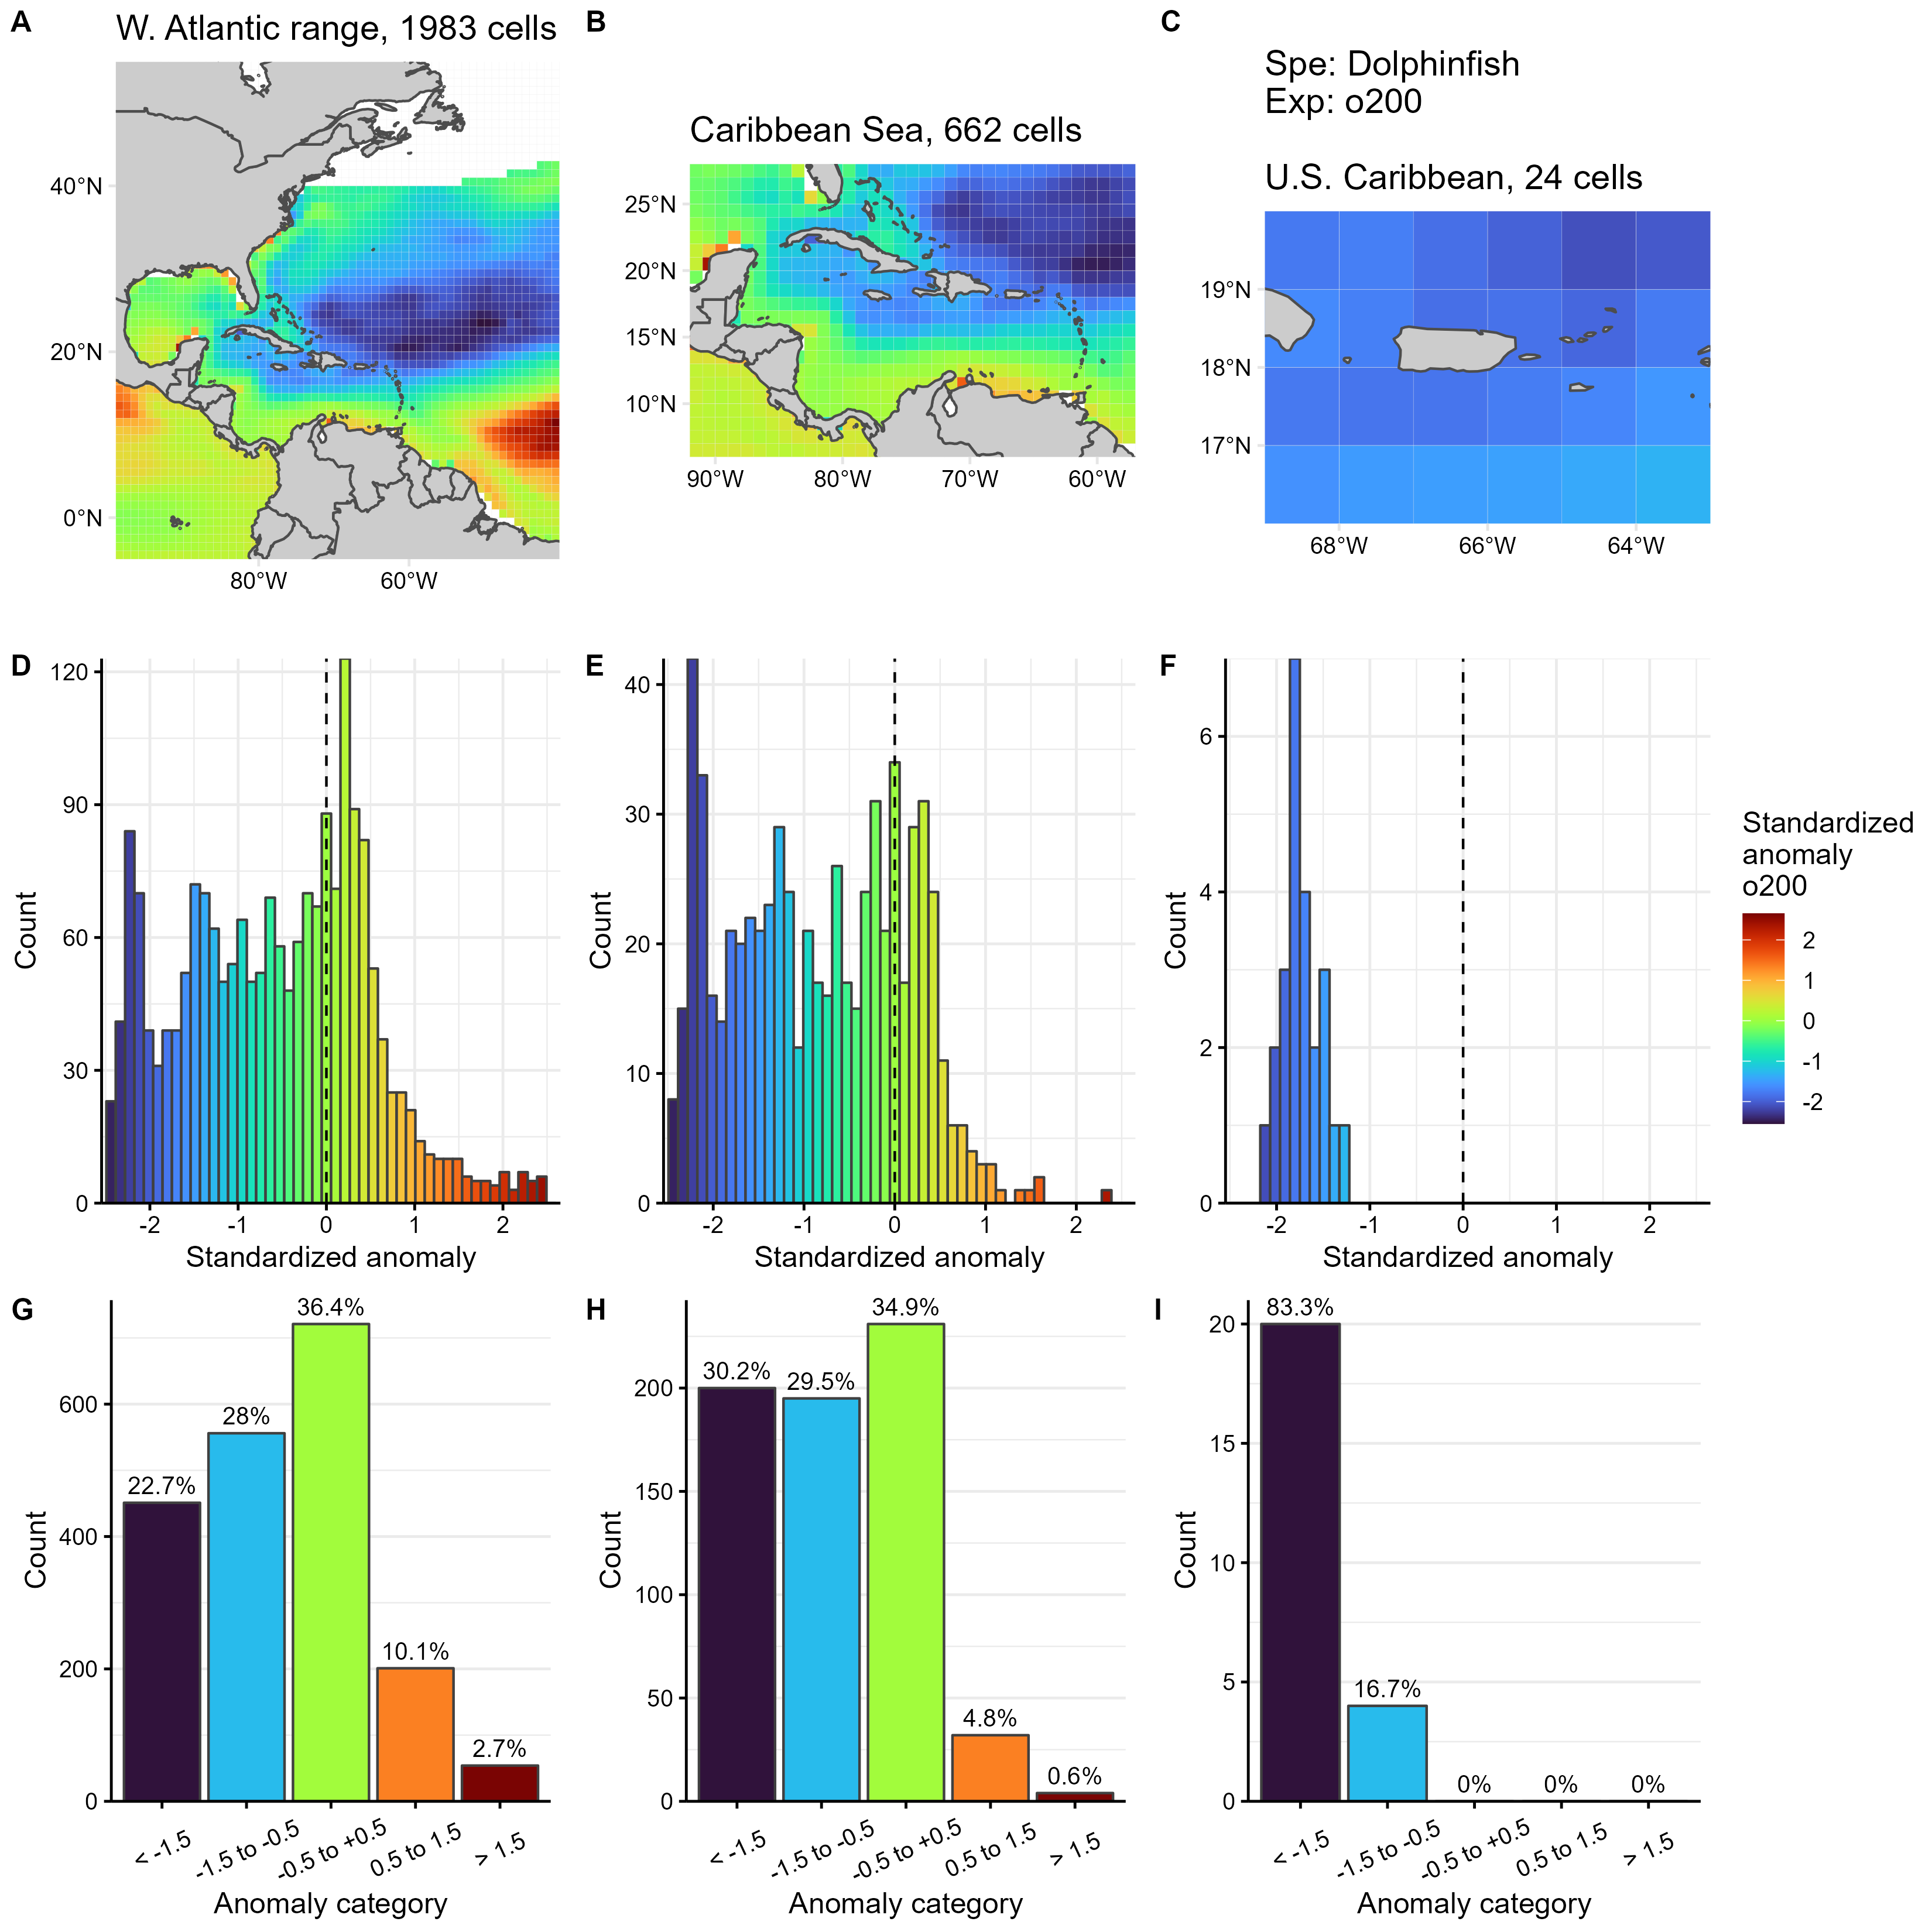 A
W. Atlantic range, 1983 cells
40°N
20°N
0°N
80°W
60°W
B
Caribbean Sea, 662 cells
25°N
20°N
15°N
10°N
90°W
80°W
70°W
60°W
C
Spe: Dolphinfish
Exp: o200
U.S. Caribbean, 24 cells
19°N
18°N
17°N
68°W
66°W
64°W
D
Count
120
90
60
30
0
-2
-1
0
1
2
Standardized anomaly
E
Count
40
30
20
10
0
-2
-1
0
1
2
Standardized anomaly
F
Count
6
4
2
0
-2
-1
0
1
2
Standardized anomaly
Standardized
anomaly
o200
2
1
0
-1
-2
G
Count
600
400
200
0
22.7%
28%
36.4%
10.1%
2.7%
< -1.5
-1.5 to -0.5
-0.5 to +0.5
0.5 to 1.5
> 1.5
Anomaly category
H
Count
200
150
100
50
0
30.2%
29.5%
34.9%
4.8%
0.6%
< -1.5
-1.5 to -0.5
-0.5 to +0.5
0.5 to 1.5
> 1.5
Anomaly category
I
Count
20
15
10
5
0
83.3%
16.7%
0%
0%
0%
< -1.5
-1.5 to -0.5
-0.5 to +0.5
0.5 to 1.5
> 1.5
Anomaly category